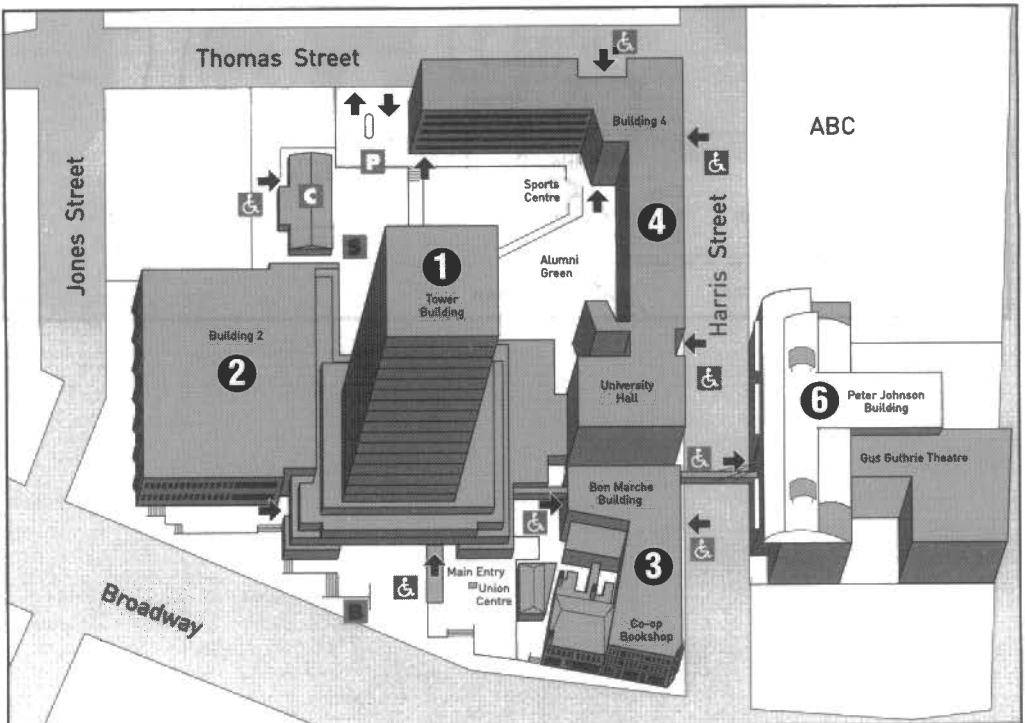 Thomas Street
Jones Street
Building 4
ABC
P
C
Sports
Centre
4
Harris Street
S
1
Tower
Building
Alumni
Green
Building 2
2
University
Hall
6
Peter Johnson
Building
Gus Guthrie Theatre
Bon Marche
Building
3
Main Entry
Union
Centre
B
Broadway
Co-op
Bookshop